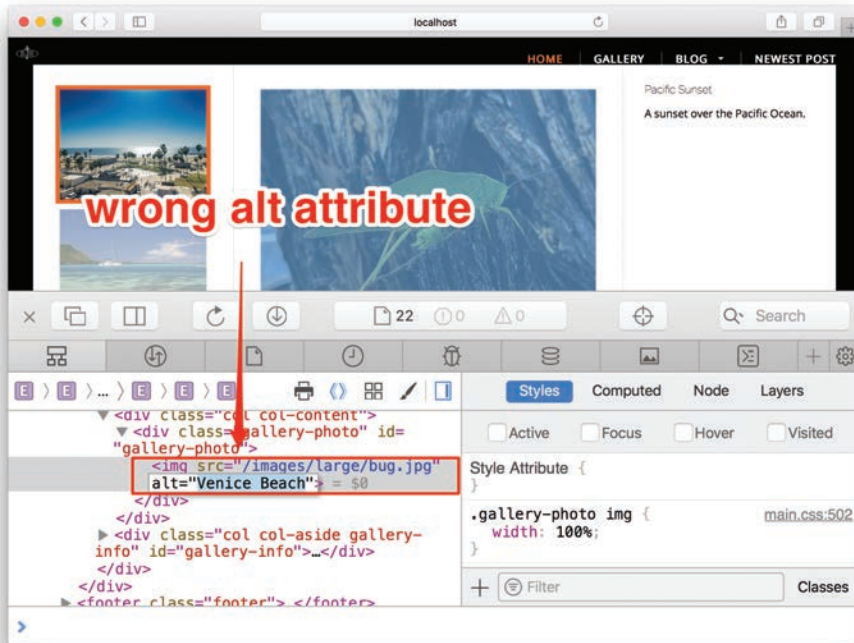 localhost
HOME GALLERY BLOG NEWEST POST
Pacific Sunset
A sunset over the Pacific Ocean.
wrong alt attribute
22 0 0 Search
E E ... E E E
Styles Computed Node Layers
<div class="col col-content">
<div class="gallery-photo" id=
"gallery-photo">
<img src="/images/large/bug.jpg"
alt="Venice Beach"> = $0
</div>
</div>
<div class="col col-aside gallery-
info" id="gallery-info">…</div>
</div>
</div>
<footer class="footer"> </footer>
Active Focus Hover Visited
Style Attribute {
}
.gallery-photo img { main.css:502
width: 100%;
}
Filter Classes